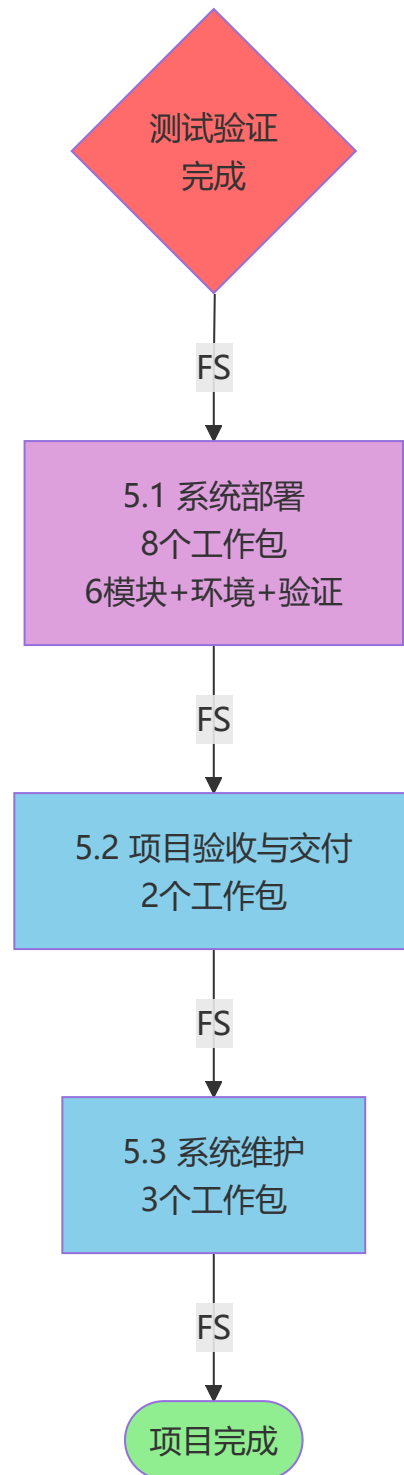 测试验证
完成
FS
5.1 系统部署
8个工作包
6模块+环境+验证
FS
5.2 项目验收与交付
2个工作包
FS
5.3 系统维护
3个工作包
FS
项目完成